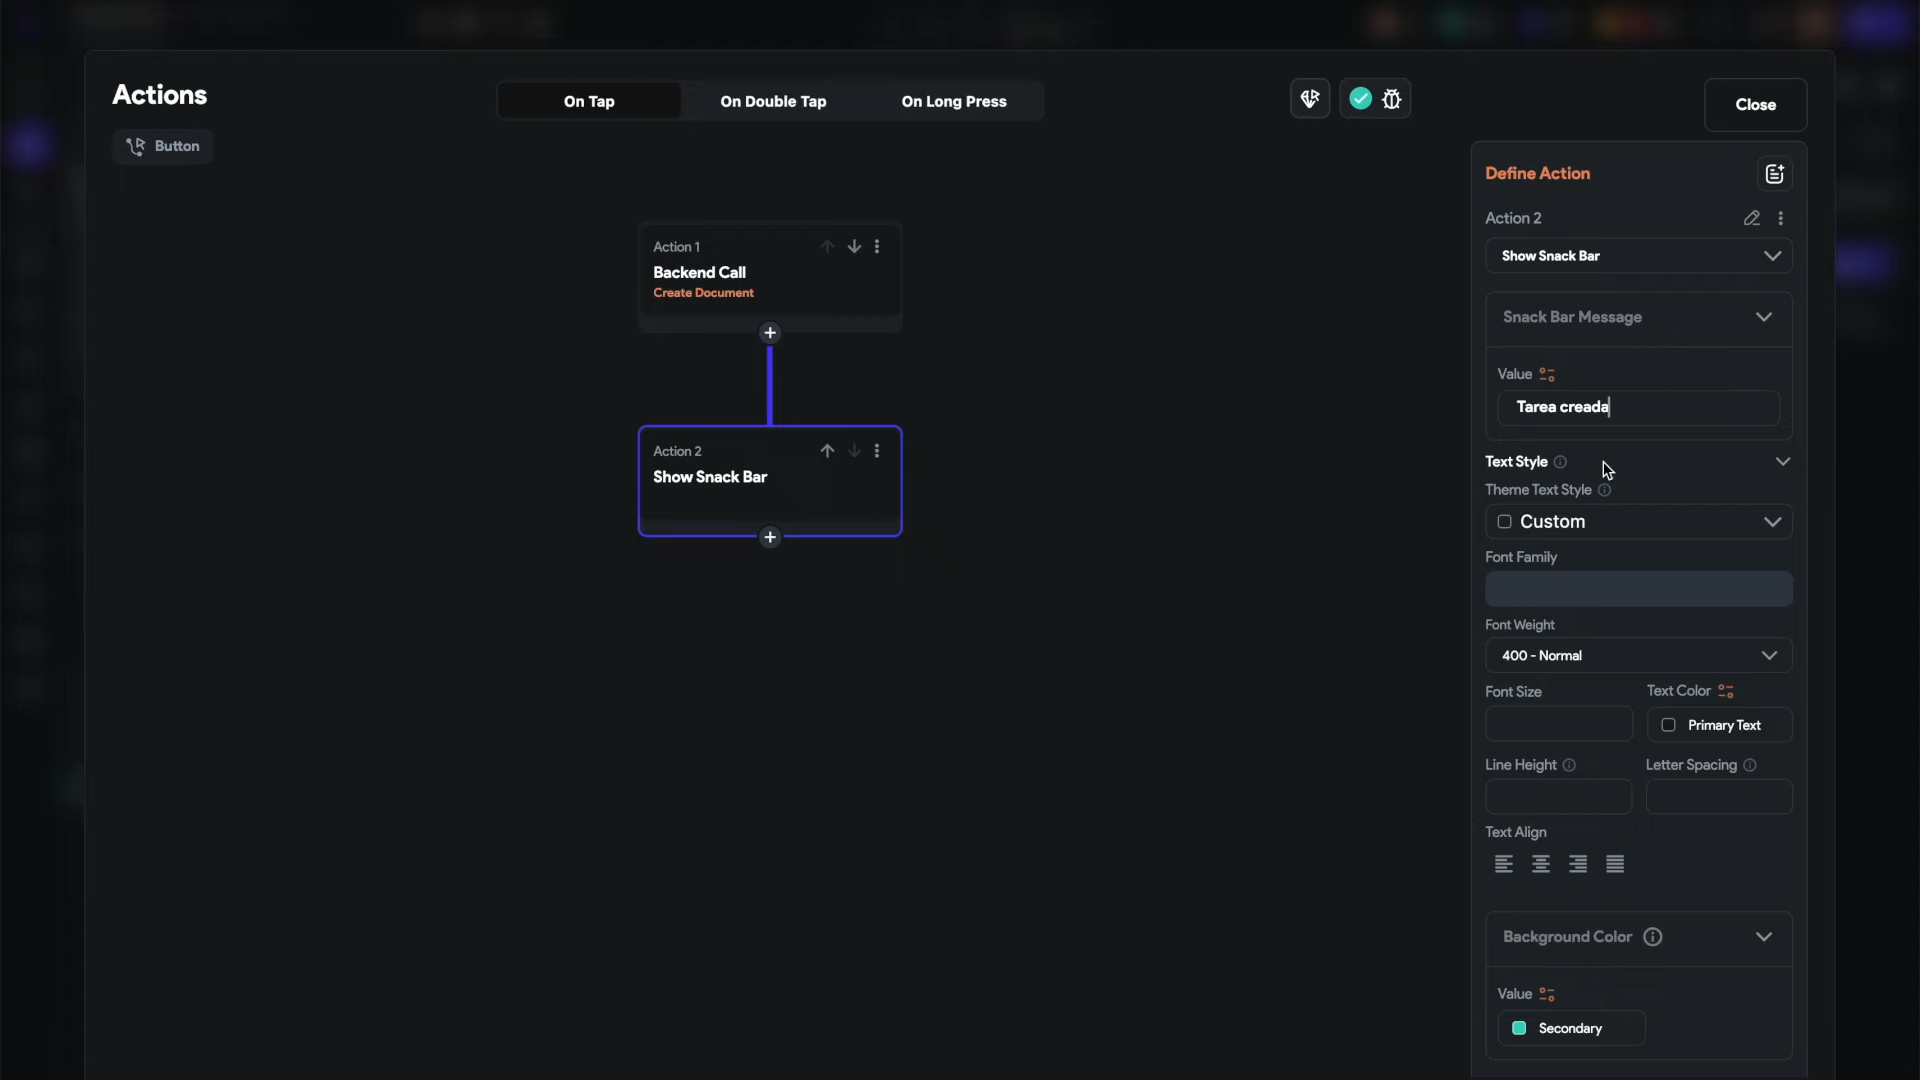 Actions
On Tap
On Double Tap
On Long Press
Close
Button
Define Action
Action 2
Show Snack Bar
Snack Bar Message
Value
Tarea creada
Text Style
Theme Text Style
Custom
Font Family
Font Weight
400 - Normal
Font Size
Text Color
Primary Text
Line Height
Letter Spacing
Text Align
Background Color
Value
Secondary
Action 1
Backend Call
Create Document
Action 2
Show Snack Bar